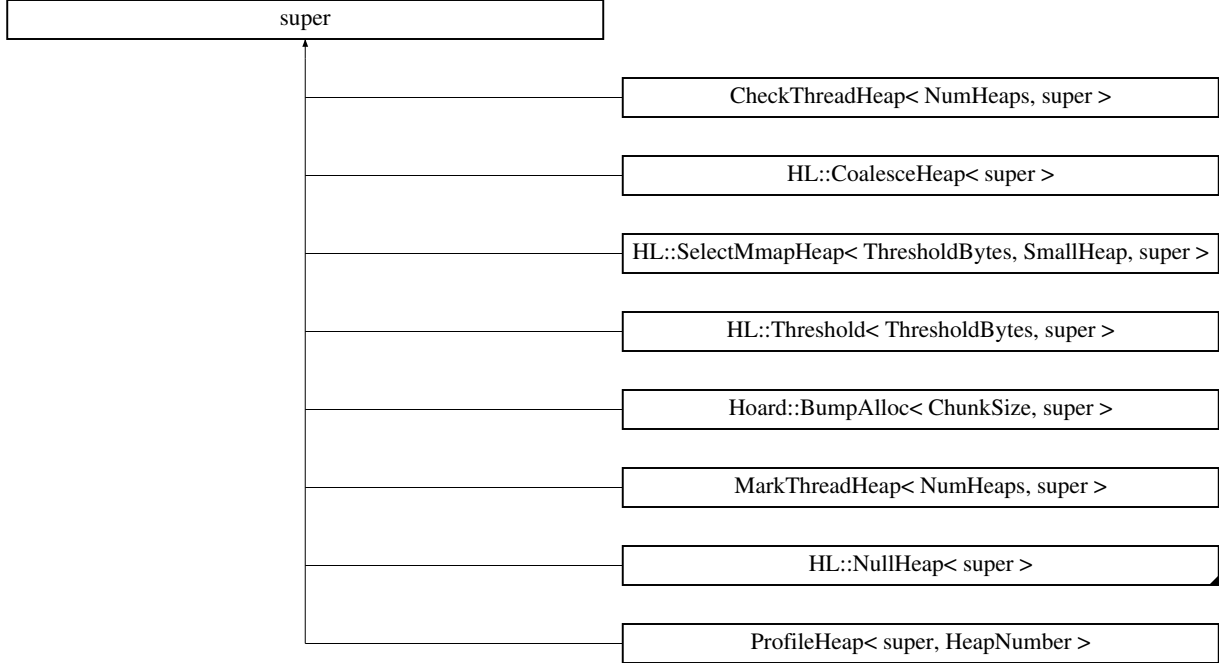 super
CheckThreadHeap< NumHeaps, super >
HL::CoalesceHeap< super >
HL::SelectMmapHeap< ThresholdBytes, SmallHeap, super >
HL::Threshold< ThresholdBytes, super >
Hoard::BumpAlloc< ChunkSize, super >
MarkThreadHeap< NumHeaps, super >
HL::NullHeap< super >
ProfileHeap< super, HeapNumber >